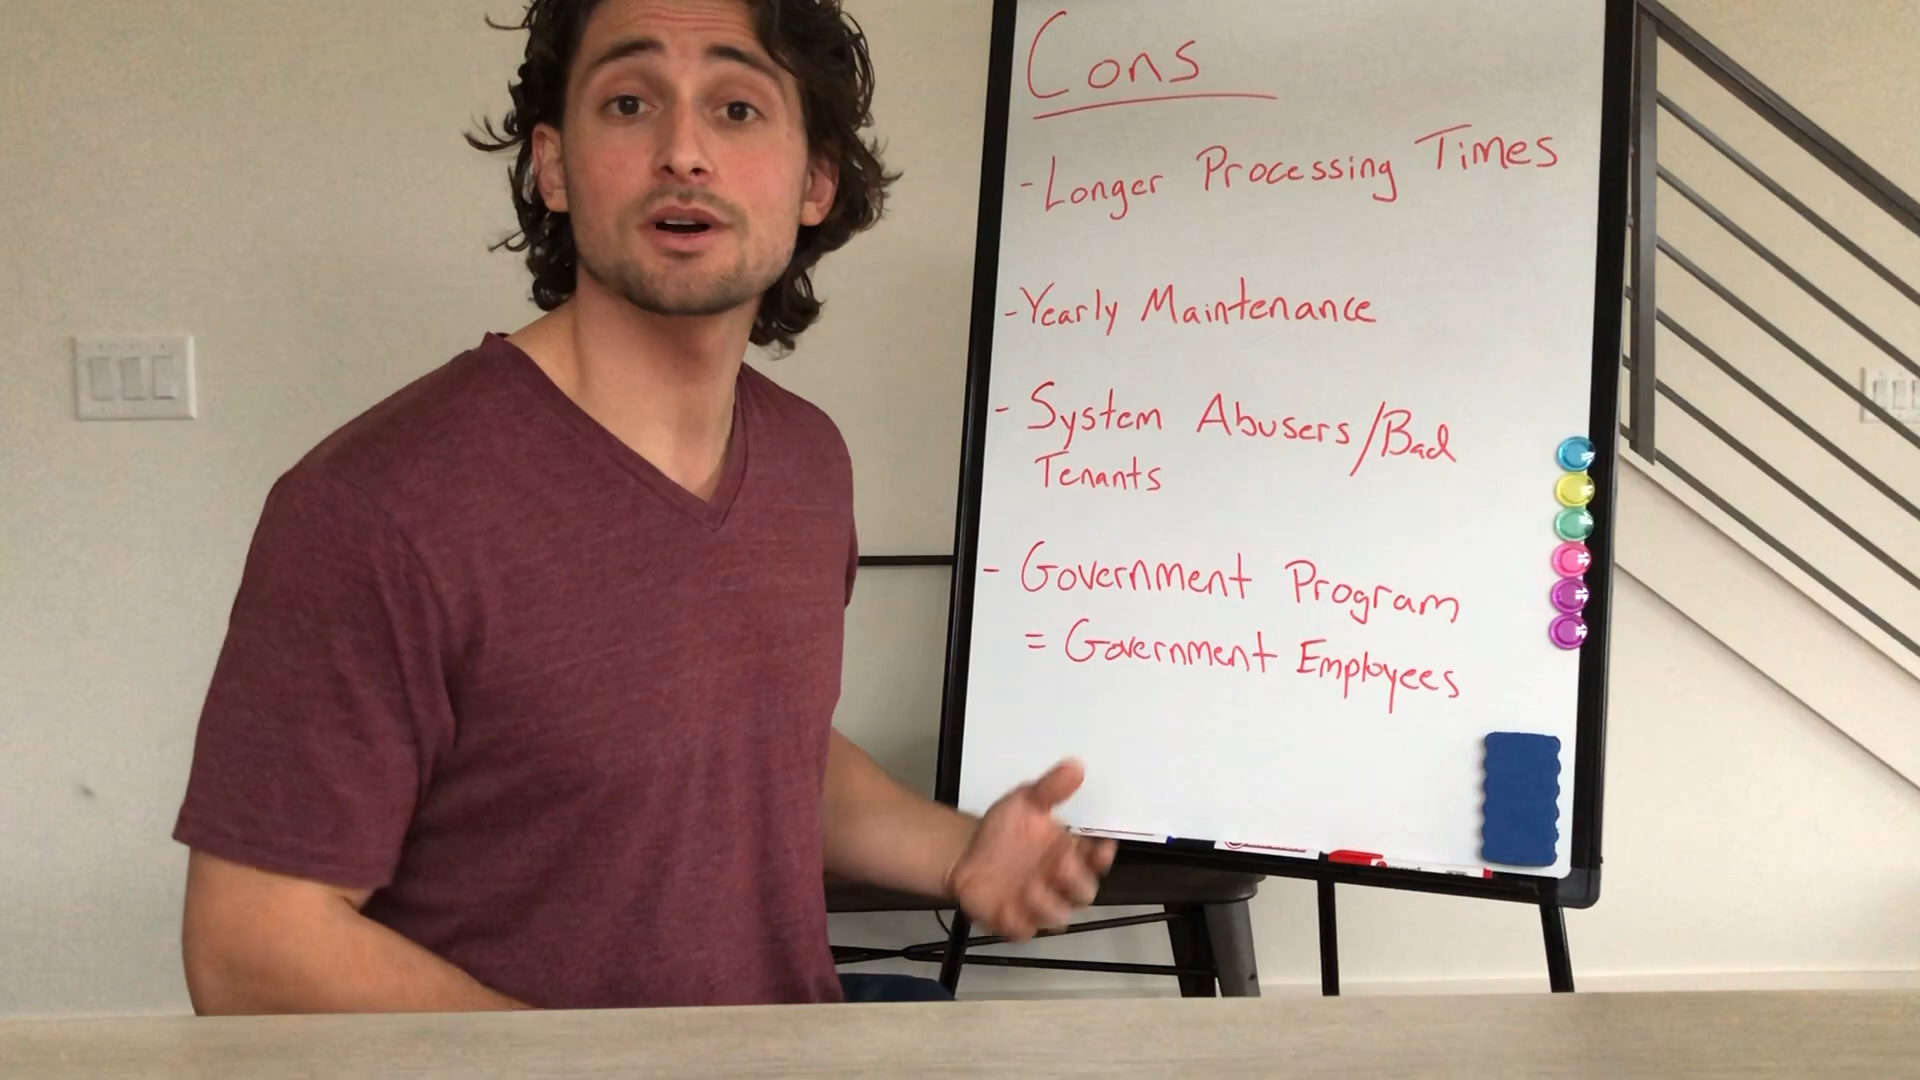 Cons
- Longer Processing Times
- Yearly Maintenance
- System Abusers/Bad
Tenants
- Government Program
= Government Employees